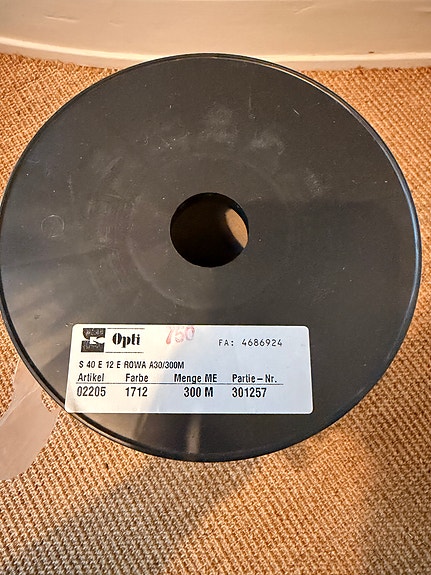 Opti 750 FA: 4686924
S 40 E 12 E ROWA A30/300M
Artikel Farbe Menge ME Partie-Nr.
02205 1712 300 M 301257